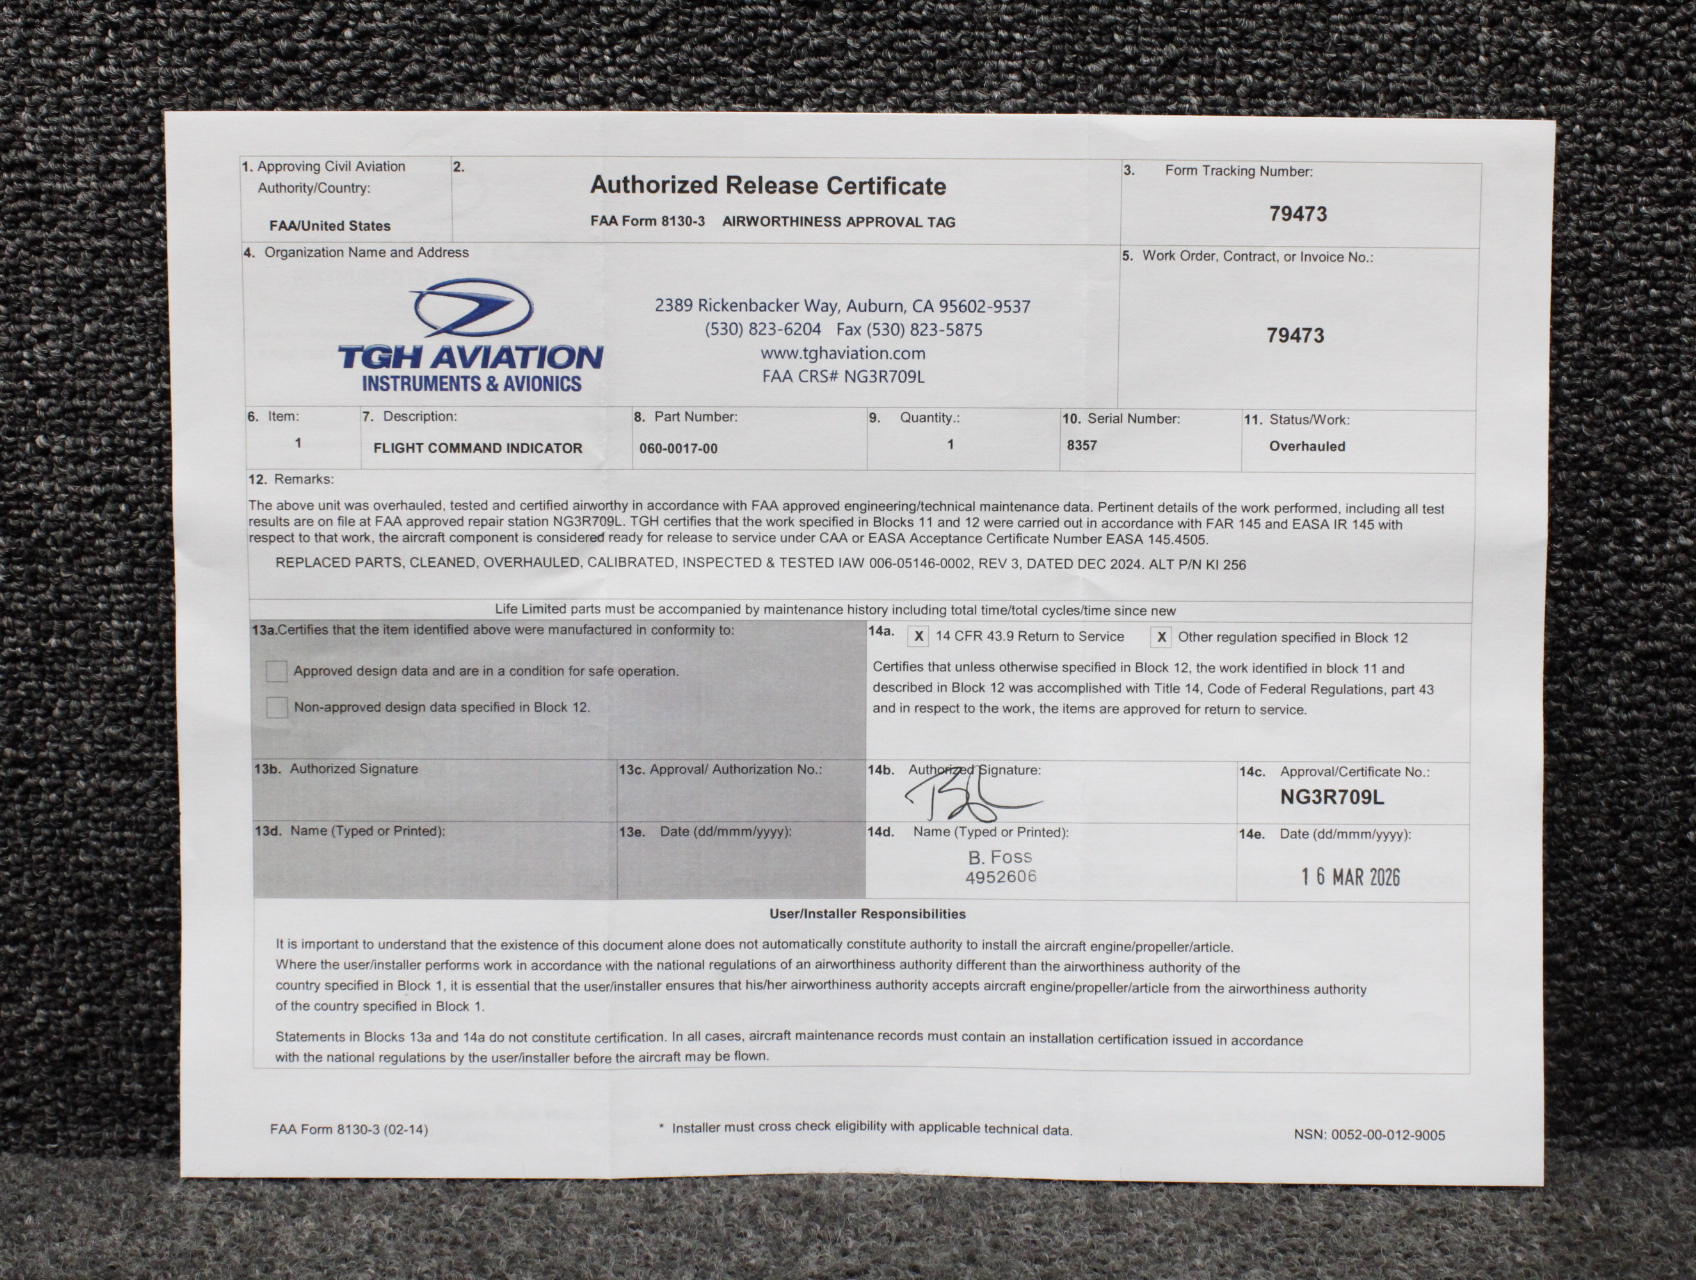 1. Approving Civil Aviation
Authority/Country:
FAA/United States
2.
Authorized Release Certificate
FAA Form 8130-3 AIRWORTHINESS APPROVAL TAG
3. Form Tracking Number:
79473
4. Organization Name and Address
TGH AVIATION
INSTRUMENTS & AVIONICS
2389 Rickenbacker Way, Auburn, CA 95602-9537
(530) 823-6204 Fax (530) 823-5875
www.tghaviation.com
FAA CRS# NG3R709L
5. Work Order, Contract, or Invoice No.:
79473
6. Item:
1
7. Description:
FLIGHT COMMAND INDICATOR
8. Part Number:
060-0017-00
9. Quantity.:
1
10. Serial Number:
8357
11. Status/Work:
Overhauled
12. Remarks:
The above unit was overhauled, tested and certified airworthy in accordance with FAA approved engineering/technical maintenance data. Pertinent details of the work performed, including all test
results are on file at FAA approved repair station NG3R709L. TGH certifies that the work specified in Blocks 11 and 12 were carried out in accordance with FAR 145 and EASA IR 145 with
respect to that work, the aircraft component is considered ready for release to service under CAA or EASA Acceptance Certificate Number EASA 145.4505.
REPLACED PARTS, CLEANED, OVERHAULED, CALIBRATED, INSPECTED & TESTED IAW 006-05146-0002, REV 3, DATED DEC 2024. ALT P/N KI 256
Life Limited parts must be accompanied by maintenance history including total time/total cycles/time since new
13a.Certifies that the item identified above were manufactured in conformity to:
Approved design data and are in a condition for safe operation.
Non-approved design data specified in Block 12.
14a. X 14 CFR 43.9 Return to Service X Other regulation specified in Block 12
Certifies that unless otherwise specified in Block 12, the work identified in block 11 and
described in Block 12 was accomplished with Title 14, Code of Federal Regulations, part 43
and in respect to the work, the items are approved for return to service.
13b. Authorized Signature
13c. Approval/ Authorization No.:
14b. Authorized Signature:
14c. Approval/Certificate No.:
NG3R709L
13d. Name (Typed or Printed):
13e. Date (dd/mmm/yyyy):
14d. Name (Typed or Printed):
B. Foss
4952606
14e. Date (dd/mmm/yyyy):
16 MAR 2026
User/Installer Responsibilities
It is important to understand that the existence of this document alone does not automatically constitute authority to install the aircraft engine/propeller/article.
Where the user/installer performs work in accordance with the national regulations of an airworthiness authority different than the airworthiness authority of the
country specified in Block 1, it is essential that the user/installer ensures that his/her airworthiness authority accepts aircraft engine/propeller/article from the airworthiness authority
of the country specified in Block 1.
Statements in Blocks 13a and 14a do not constitute certification. In all cases, aircraft maintenance records must contain an installation certification issued in accordance
with the national regulations by the user/installer before the aircraft may be flown.
FAA Form 8130-3 (02-14)
* Installer must cross check eligibility with applicable technical data.
NSN: 0052-00-012-9005